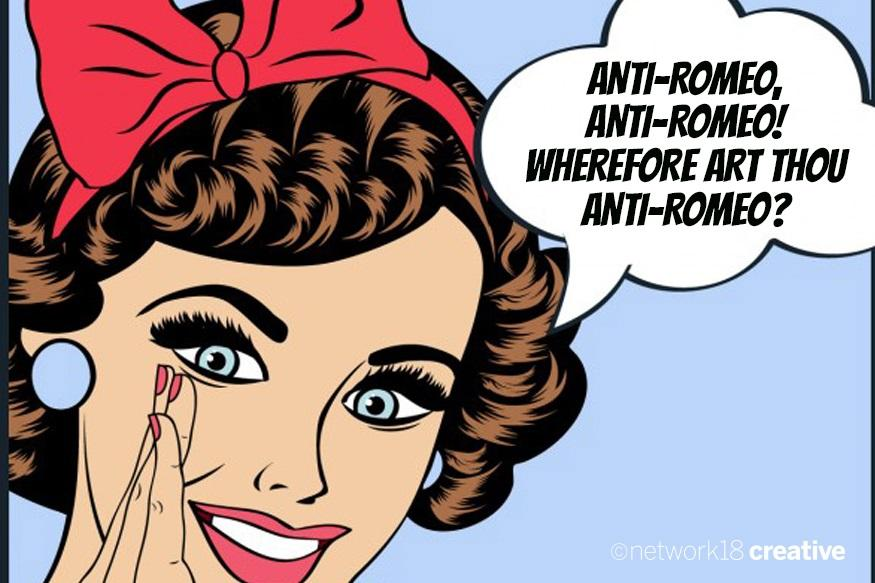 ANTI-ROMEO,
ANTI-ROMEO!
WHEREFORE ART THOU
ANTI-ROMEO?
©network18 creative